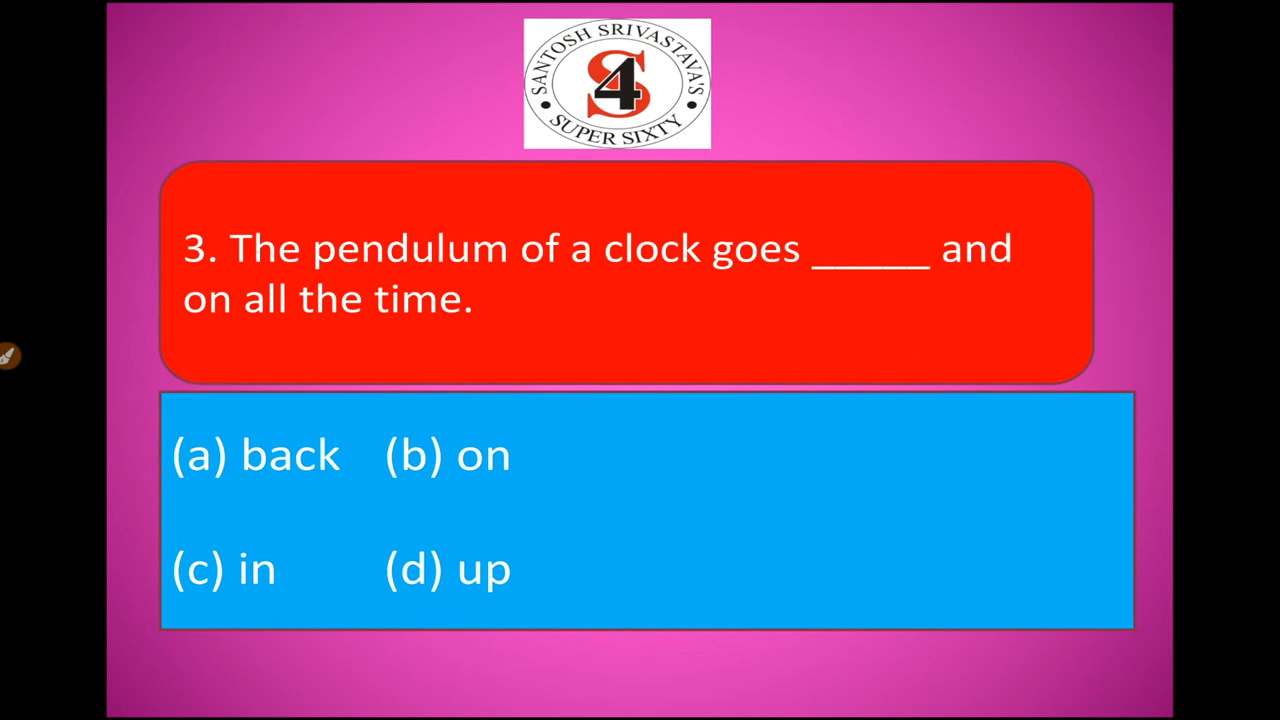 SANTOSH SRIVASTAVA'S
S4
SUPER SIXTY
3. The pendulum of a clock goes _____ and
on all the time.
(a) back (b) on
(c) in (d) up